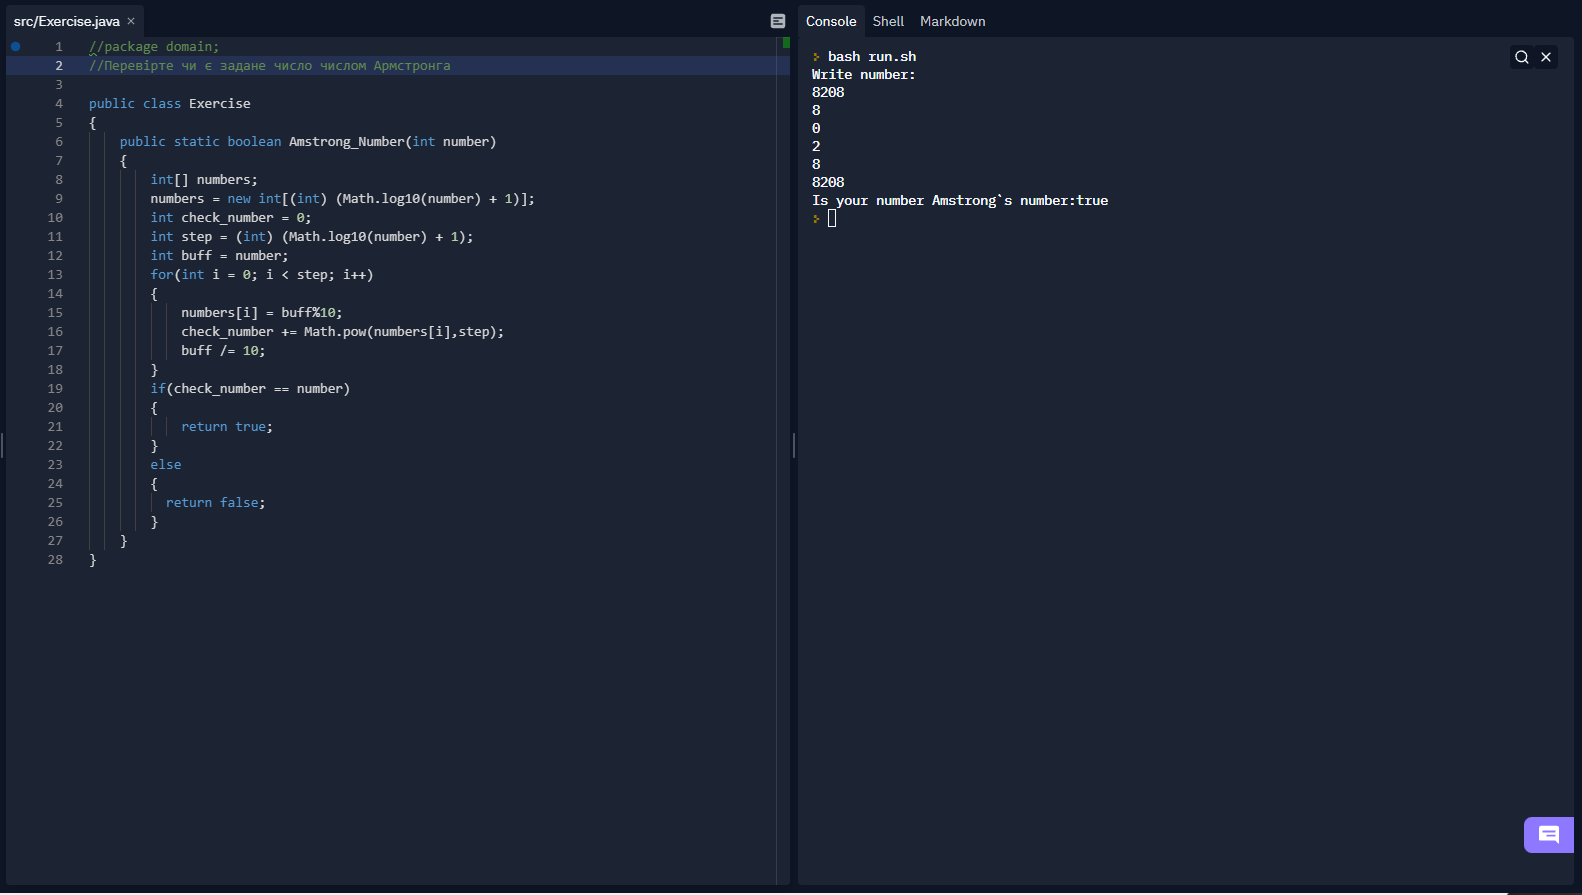 src/Exercise.java ×
1 //package domain;
2 //Перевірте чи є задане число числом Армстронга
3
4 public class Exercise
5 {
6 public static boolean Amstrong_Number(int number)
7 {
8 int[] numbers;
9 numbers = new int[(int) (Math.log10(number) + 1)];
10 int check_number = 0;
11 int step = (int) (Math.log10(number) + 1);
12 int buff = number;
13 for(int i = 0; i < step; i++)
14 {
15 numbers[i] = buff%10;
16 check_number += Math.pow(numbers[i],step);
17 buff /= 10;
18 }
19 if(check_number == number)
20 {
21 return true;
22 }
23 else
24 {
25 return false;
26 }
27 }
28 }
Console Shell Markdown
bash run.sh
Write number:
8208
8
0
2
8
8208
Is your number Amstrong`s number:true